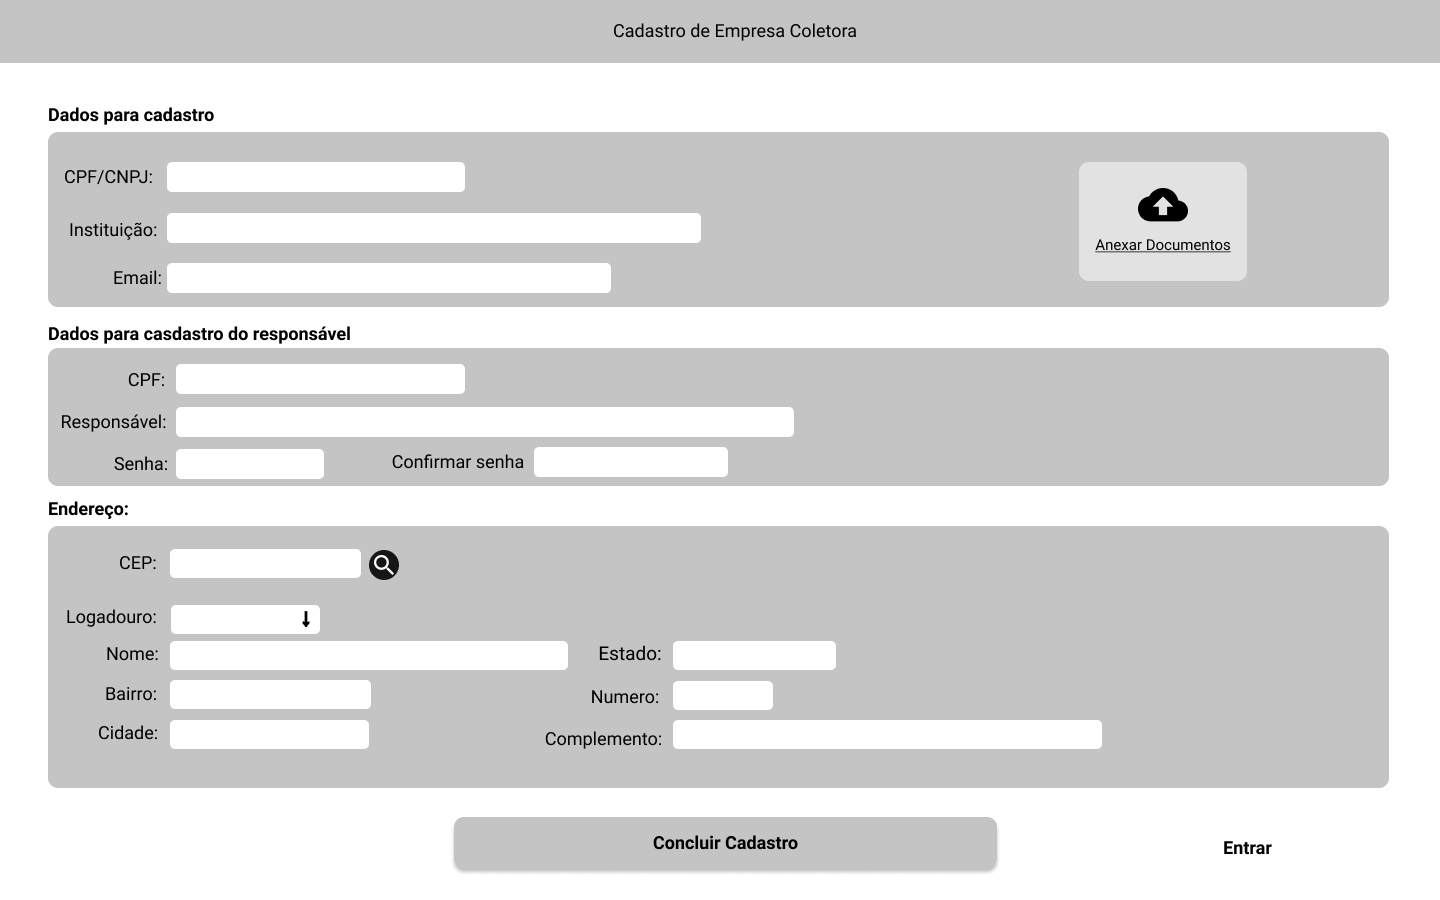 Cadastro de Empresa Coletora
Dados para cadastro
CPF/CNPJ:
Instituição:
Email:
Anexar Documentos
Dados para casdastro do responsável
CPF:
Responsável:
Senha:
Confirmar senha
Endereço:
CEP:
Logadouro:
Nome:
Estado:
Bairro:
Numero:
Cidade:
Complemento:
Concluir Cadastro
Entrar